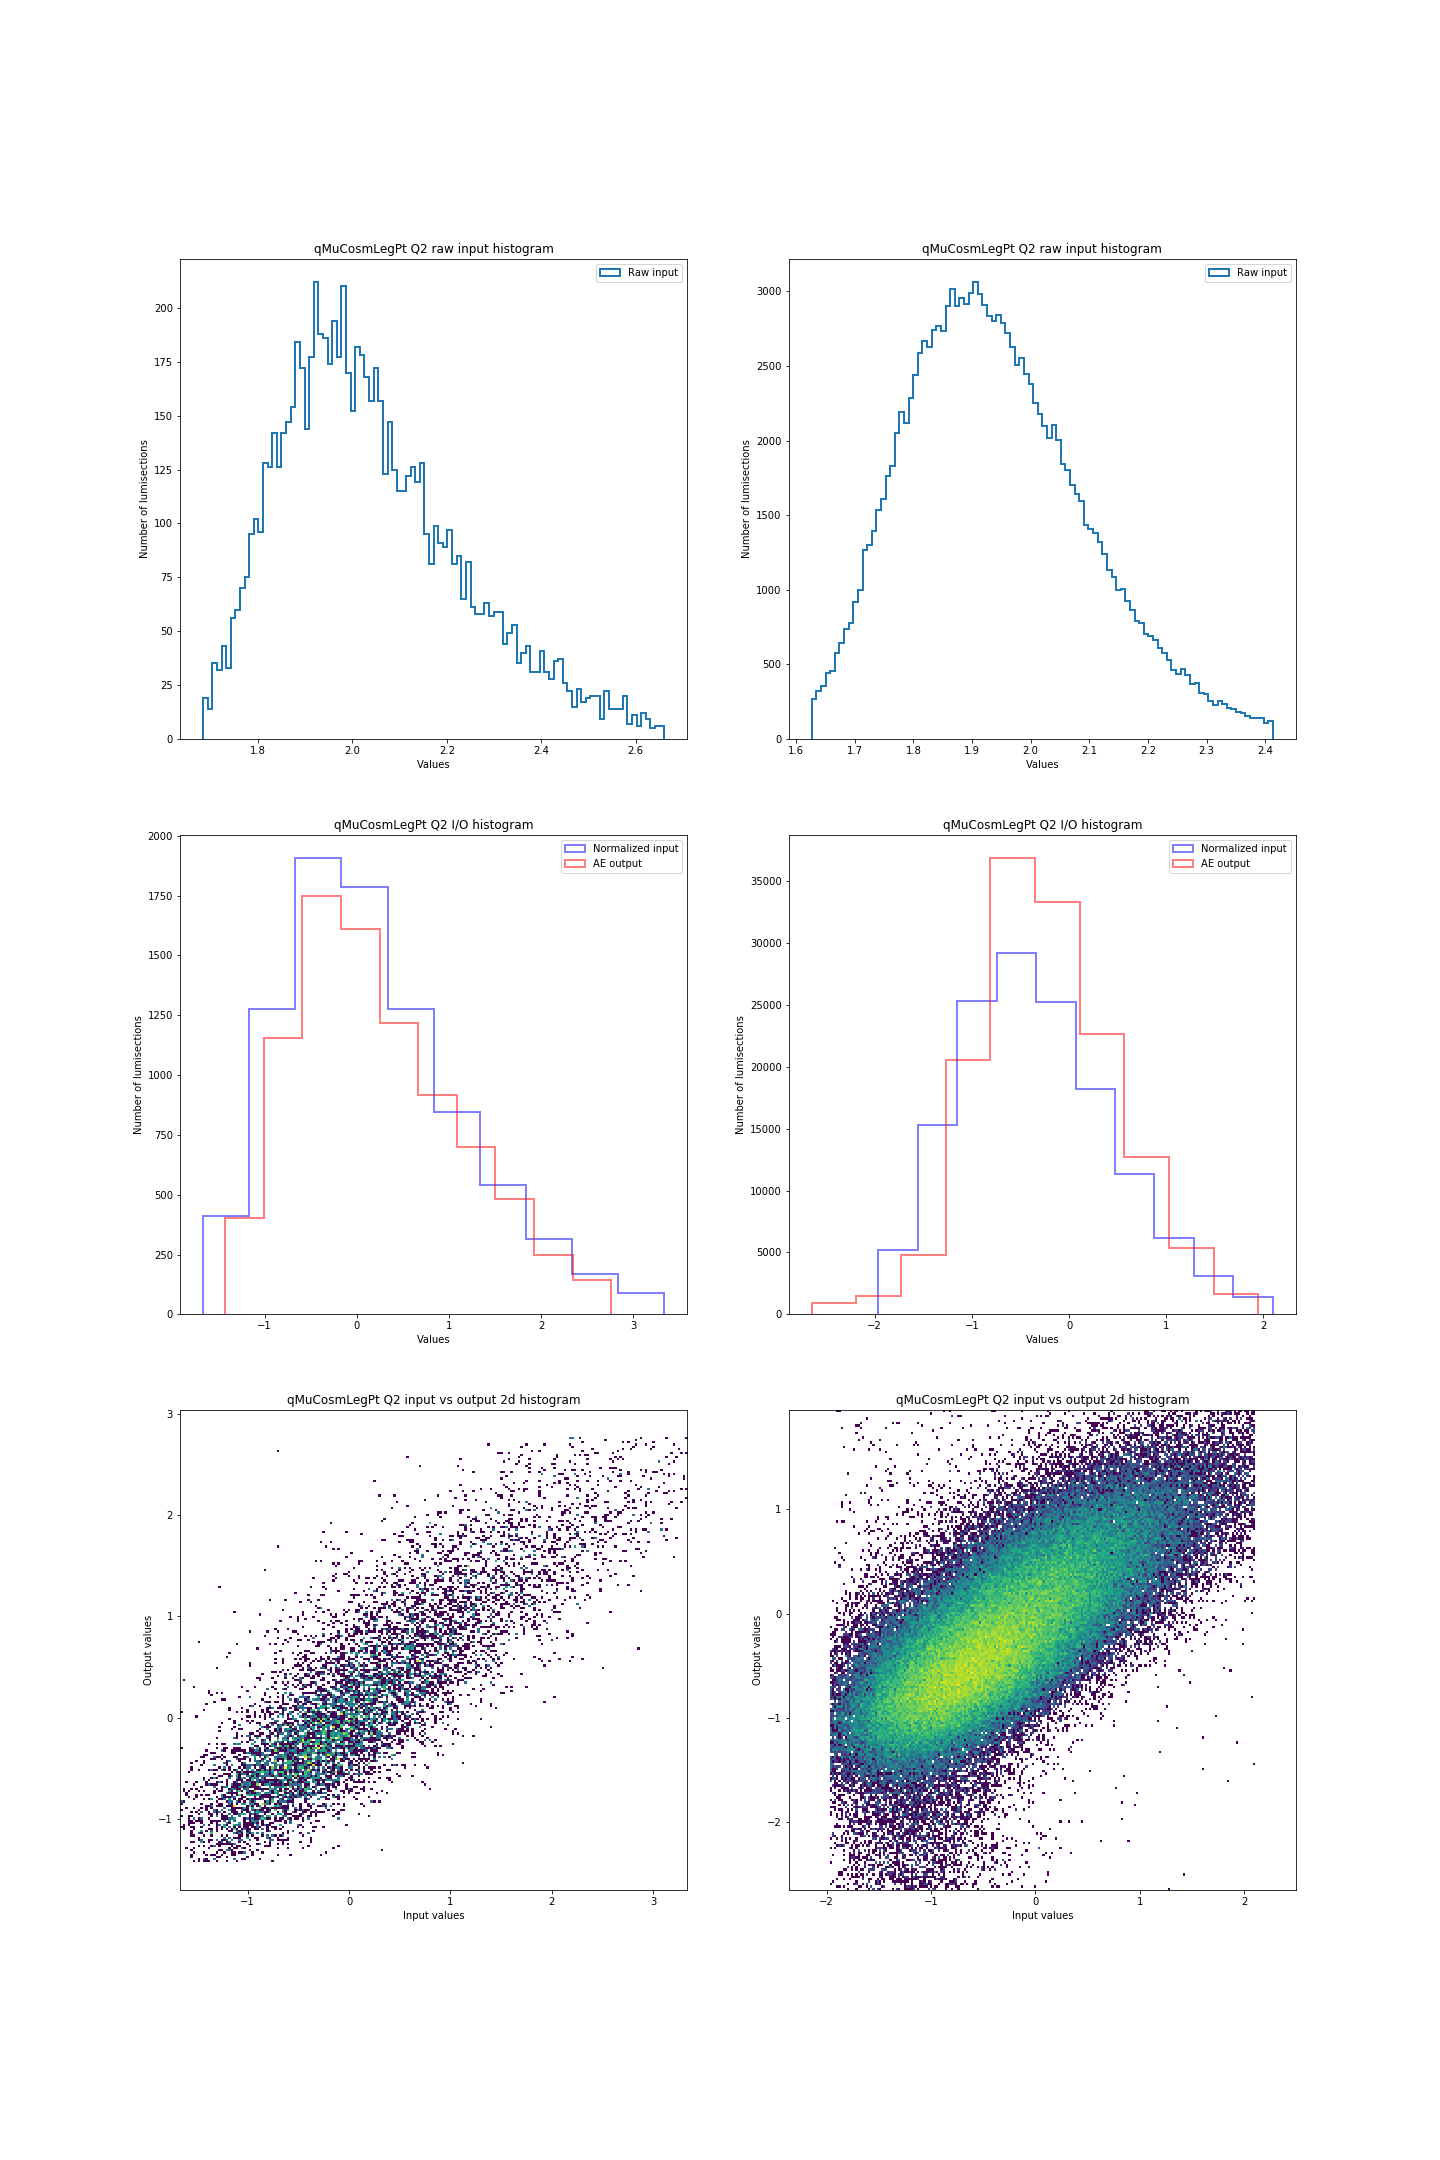 qMuCosmLegPt Q2 raw input histogram
Raw input
200
175
150
125
100
75
50
25
0
Number of lumisections
1.8 2.0 2.2 2.4 2.6
Values
qMuCosmLegPt Q2 raw input histogram
Raw input
3000
2500
2000
1500
1000
500
0
Number of lumisections
1.6 1.7 1.8 1.9 2.0 2.1 2.2 2.3 2.4
Values
qMuCosmLegPt Q2 I/O histogram
Normalized input
AE output
2000
1750
1500
1250
1000
750
500
250
0
Number of lumisections
−1 0 1 2 3
Values
qMuCosmLegPt Q2 I/O histogram
Normalized input
AE output
35000
30000
25000
20000
15000
10000
5000
0
Number of lumisections
−2 −1 0 1 2
Values
qMuCosmLegPt Q2 input vs output 2d histogram
3
2
1
0
−1
Output values
−1 0 1 2 3
Input values
qMuCosmLegPt Q2 input vs output 2d histogram
1
0
−1
−2
Output values
−2 −1 0 1 2
Input values